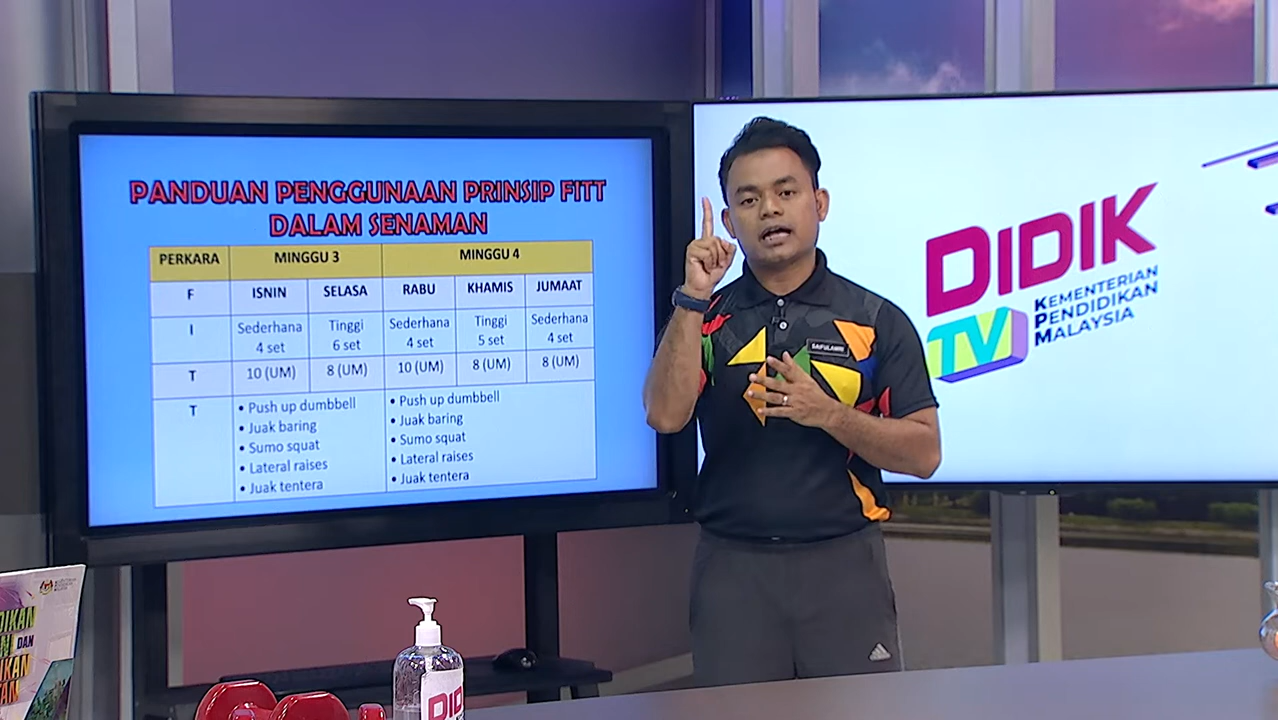 PANDUAN PENGGUNAAN PRINSIP FITT
DALAM SENAMAN
PERKARA MINGGU 3 MINGGU 4
F ISNIN SELASA RABU KHAMIS JUMAAT
I Sederhana 4 set Tinggi 6 set Sederhana 4 set Tinggi 5 set Sederhana 4 set
T 10 (UM) 8 (UM) 10 (UM) 8 (UM) 8 (UM)
T
• Push up dumbbell
• Juak baring
• Sumo squat
• Lateral raises
• Juak tentera
• Push up dumbbell
• Juak baring
• Sumo squat
• Lateral raises
• Juak tentera
DIDIK
TV
KEMENTERIAN
PENDIDIKAN
MALAYSIA
adidas
DAN